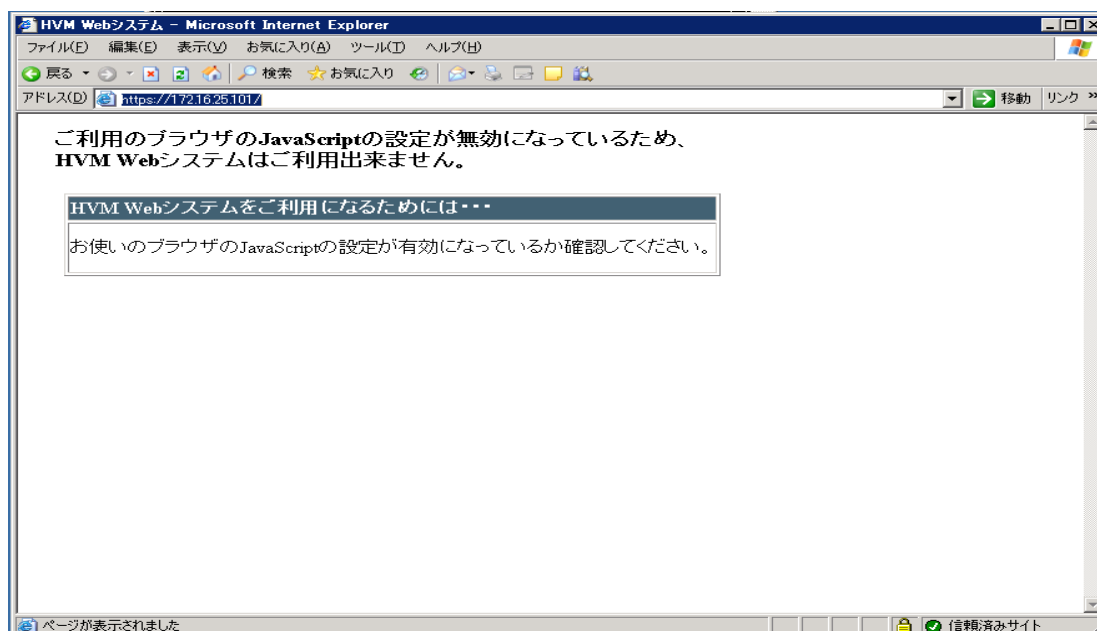 HVM Webシステム - Microsoft Internet Explorer
ファイル(F) 編集(E) 表示(V) お気に入り(A) ツール(T) ヘルプ(H)
戻る 検索 お気に入り
アドレス(D) https://172.16.25.101/ 移動 リンク »
ご利用のブラウザのJavaScriptの設定が無効になっているため、
HVM Webシステムはご利用出来ません。
HVM Webシステムをご利用になるためには・・・
お使いのブラウザのJavaScriptの設定が有効になっているか確認してください。
ページが表示されました 信頼済みサイト